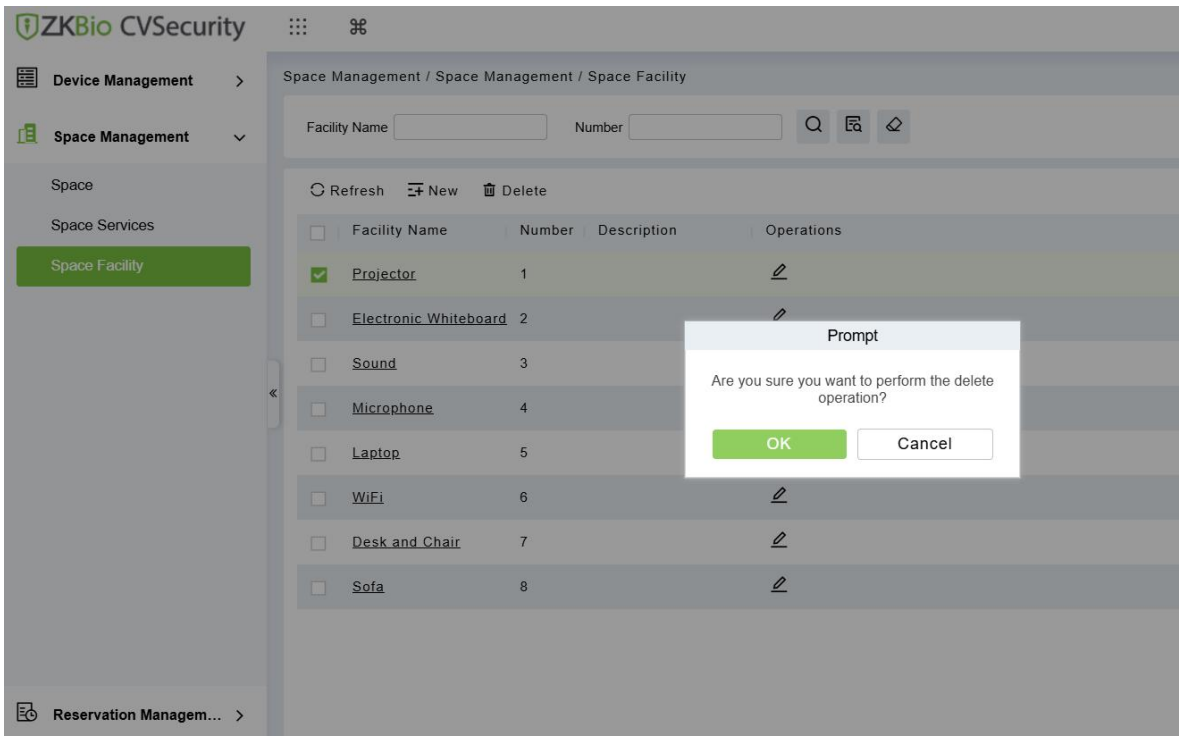 ZKBio CVSecurity
Device Management
Space Management
Space
Space Services
Space Facility
Reservation Managem...
Space Management / Space Management / Space Facility
Facility Name
Number
Refresh New Delete
Facility Name Number Description Operations
Projector 1
Electronic Whiteboard 2
Sound 3
Microphone 4
Laptop 5
WiFi 6
Desk and Chair 7
Sofa 8
Prompt
Are you sure you want to perform the delete
operation?
OK Cancel